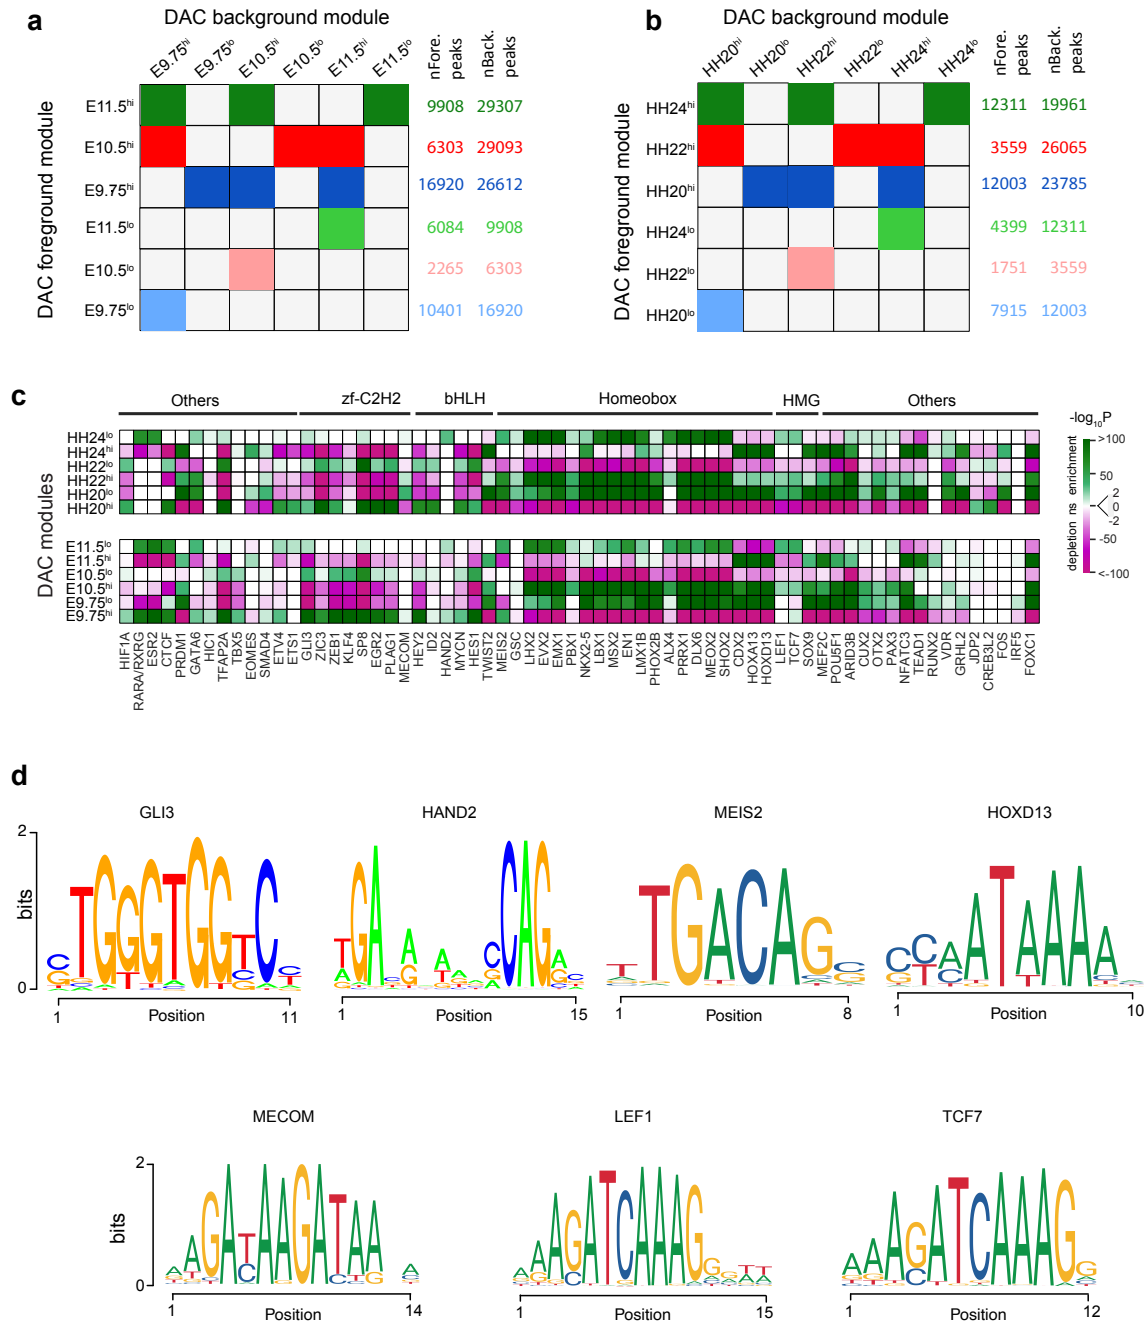 a
DAC background module
E9.75hi
E9.75lo
E10.5hi
E10.5lo
E11.5hi
E11.5lo
nFore. peaks
nBack. peaks
DAC foreground module
E11.5hi 9908 29307
E10.5hi 6303 29093
E9.75hi 16920 26612
E11.5lo 6084 9908
E10.5lo 2265 6303
E9.75lo 10401 16920
b
DAC background module
HH20hi
HH20lo
HH22hi
HH22lo
HH24hi
HH24lo
nFore. peaks
nBack. peaks
DAC foreground module
HH24hi 12311 19961
HH22hi 3559 26065
HH20hi 12003 23785
HH24lo 4399 12311
HH22lo 1751 3559
HH20lo 7915 12003
c
Others zf-C2H2 bHLH Homeobox HMG Others
DAC modules
HH24lo
HH24hi
HH22lo
HH22hi
HH20lo
HH20hi
E11.5lo
E11.5hi
E10.5lo
E10.5hi
E9.75lo
E9.75hi
HIF1A
RARA/RXRG
ESR2
CTCF
PRDM1
GATA6
HIC1
TFAP2A
TBX5
EOMES
SMAD4
ETV4
ETS1
GLI3
ZIC3
ZEB1
KLF4
SP8
EGR2
PLAG1
MECOM
HEY2
ID2
HAND2
MYCN
HES1
TWIST2
MEIS2
GSC
LHX2
EVX2
EMX1
PBX1
NKX2-5
LBX1
MSX2
EN1
LMX1B
PHOX2B
ALX4
PRRX1
DLX6
MEOX2
SHOX2
CDX2
HOXA13
HOXD13
LEF1
TCF7
SOX9
MEF2C
POU5F1
ARID3B
CUX2
OTX2
PAX3
NFATC3
TEAD1
RUNX2
VDR
GRHL2
JDP2
CREB3L2
FOS
IRF5
FOXC1
-log10P
>100
50
2
0
-2
-50
<-100
depletion ns enrichment
d
GLI3
2
bits
0
1 Position 11
HAND2
1 Position 15
MEIS2
1 Position 8
HOXD13
1 Position 10
MECOM
2
bits
0
1 Position 14
LEF1
1 Position 15
TCF7
1 Position 12